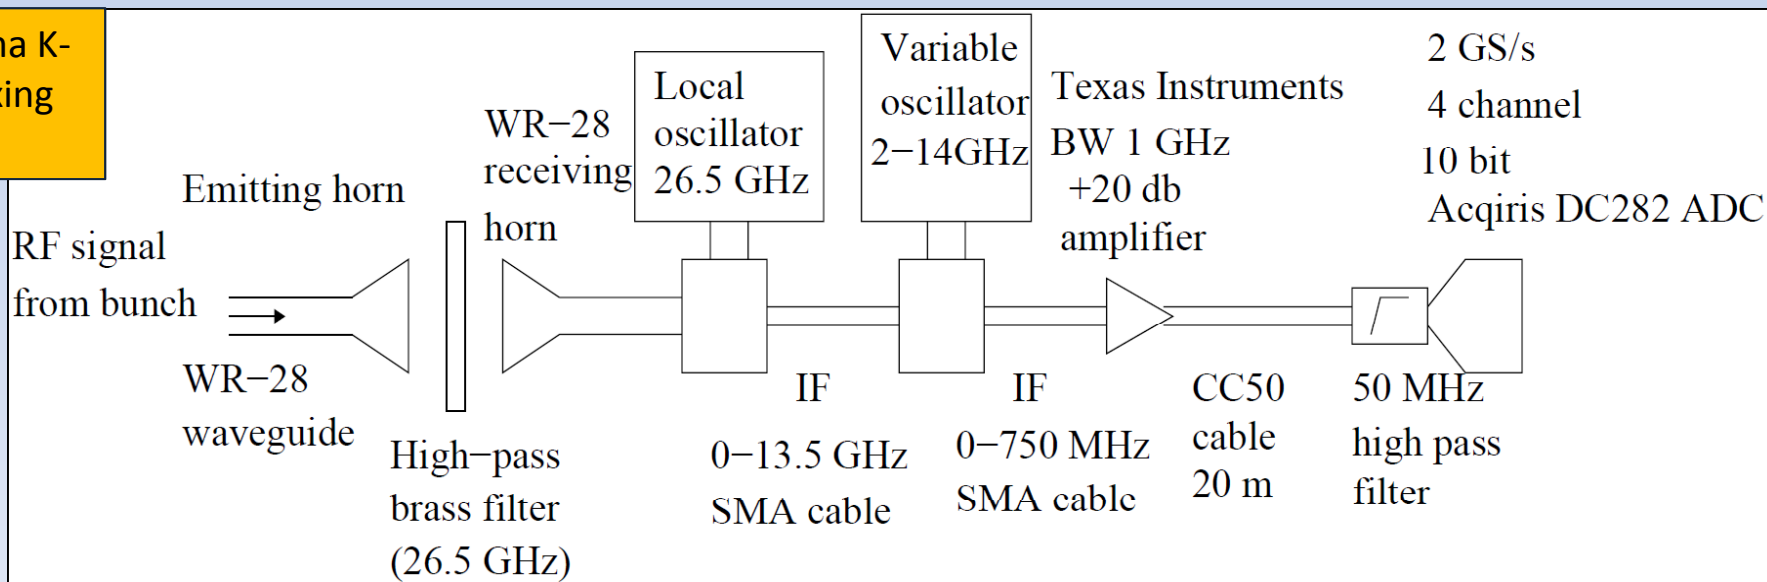 na K-
xing
Emitting horn
RF signal
from bunch
WR−28
waveguide
High−pass
brass filter
(26.5 GHz)
WR−28
receiving
horn
Local
oscillator
26.5 GHz
Variable
oscillator
2−14GHz
IF
0−13.5 GHz
SMA cable
IF
0−750 MHz
SMA cable
Texas Instruments
BW 1 GHz
+20 db
amplifier
CC50
cable
20 m
50 MHz
high pass
filter
2 GS/s
4 channel
10 bit
Acqiris DC282 ADC